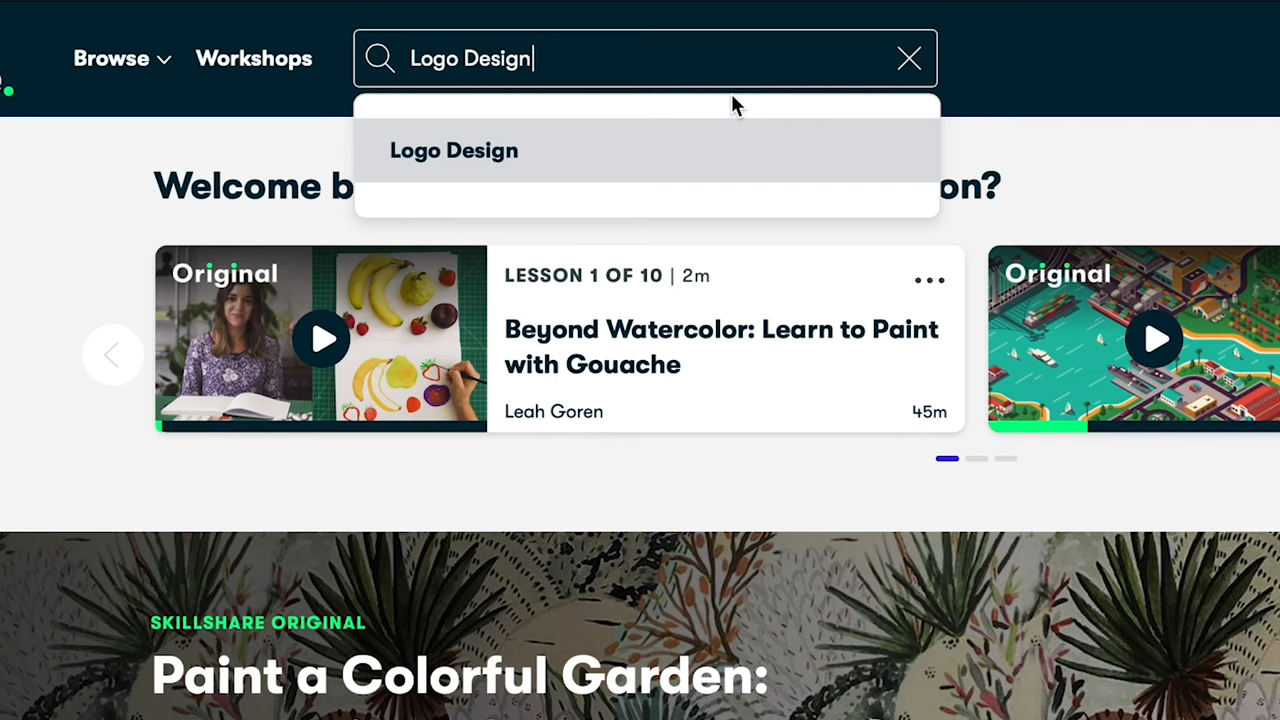 Browse Workshops Logo Design
Logo Design
Welcome b on?
Original LESSON 1 OF 10 | 2m Original
Beyond Watercolor: Learn to Paint
with Gouache
Leah Goren 45m
SKILLSHARE ORIGINAL
Paint a Colorful Garden: